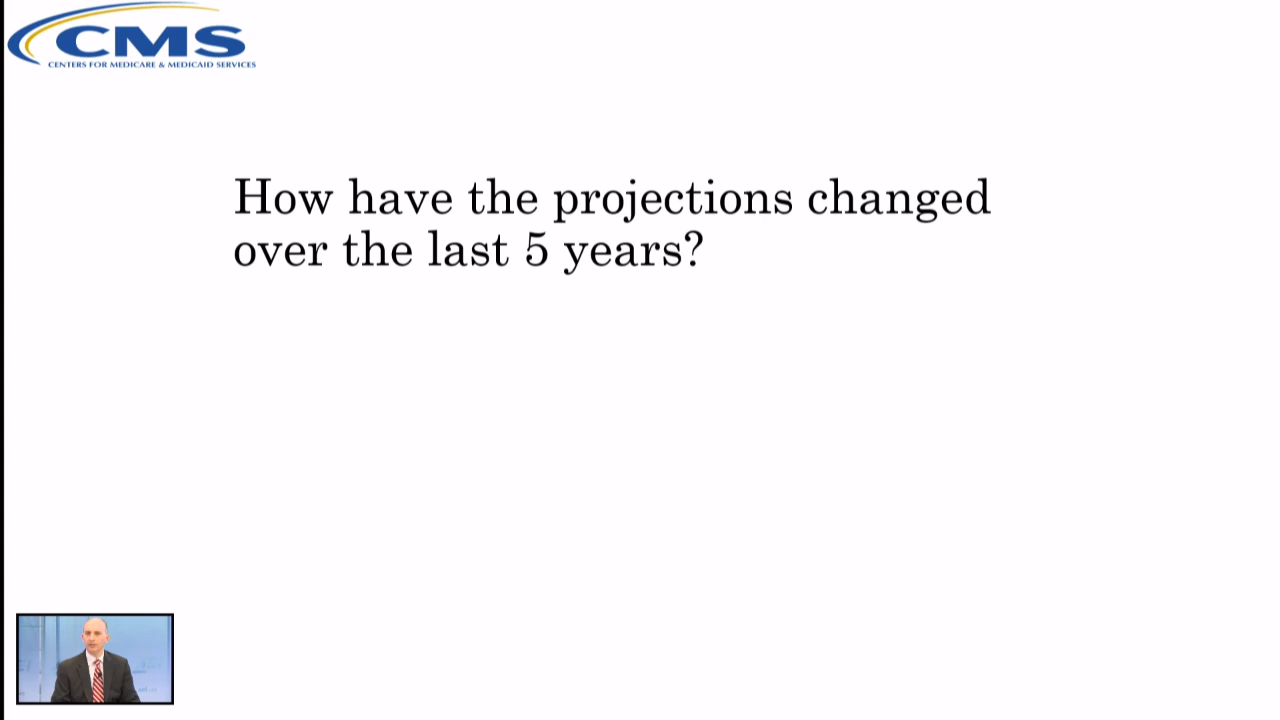 CMS
CENTERS FOR MEDICARE & MEDICAID SERVICES
How have the projections changed
over the last 5 years?